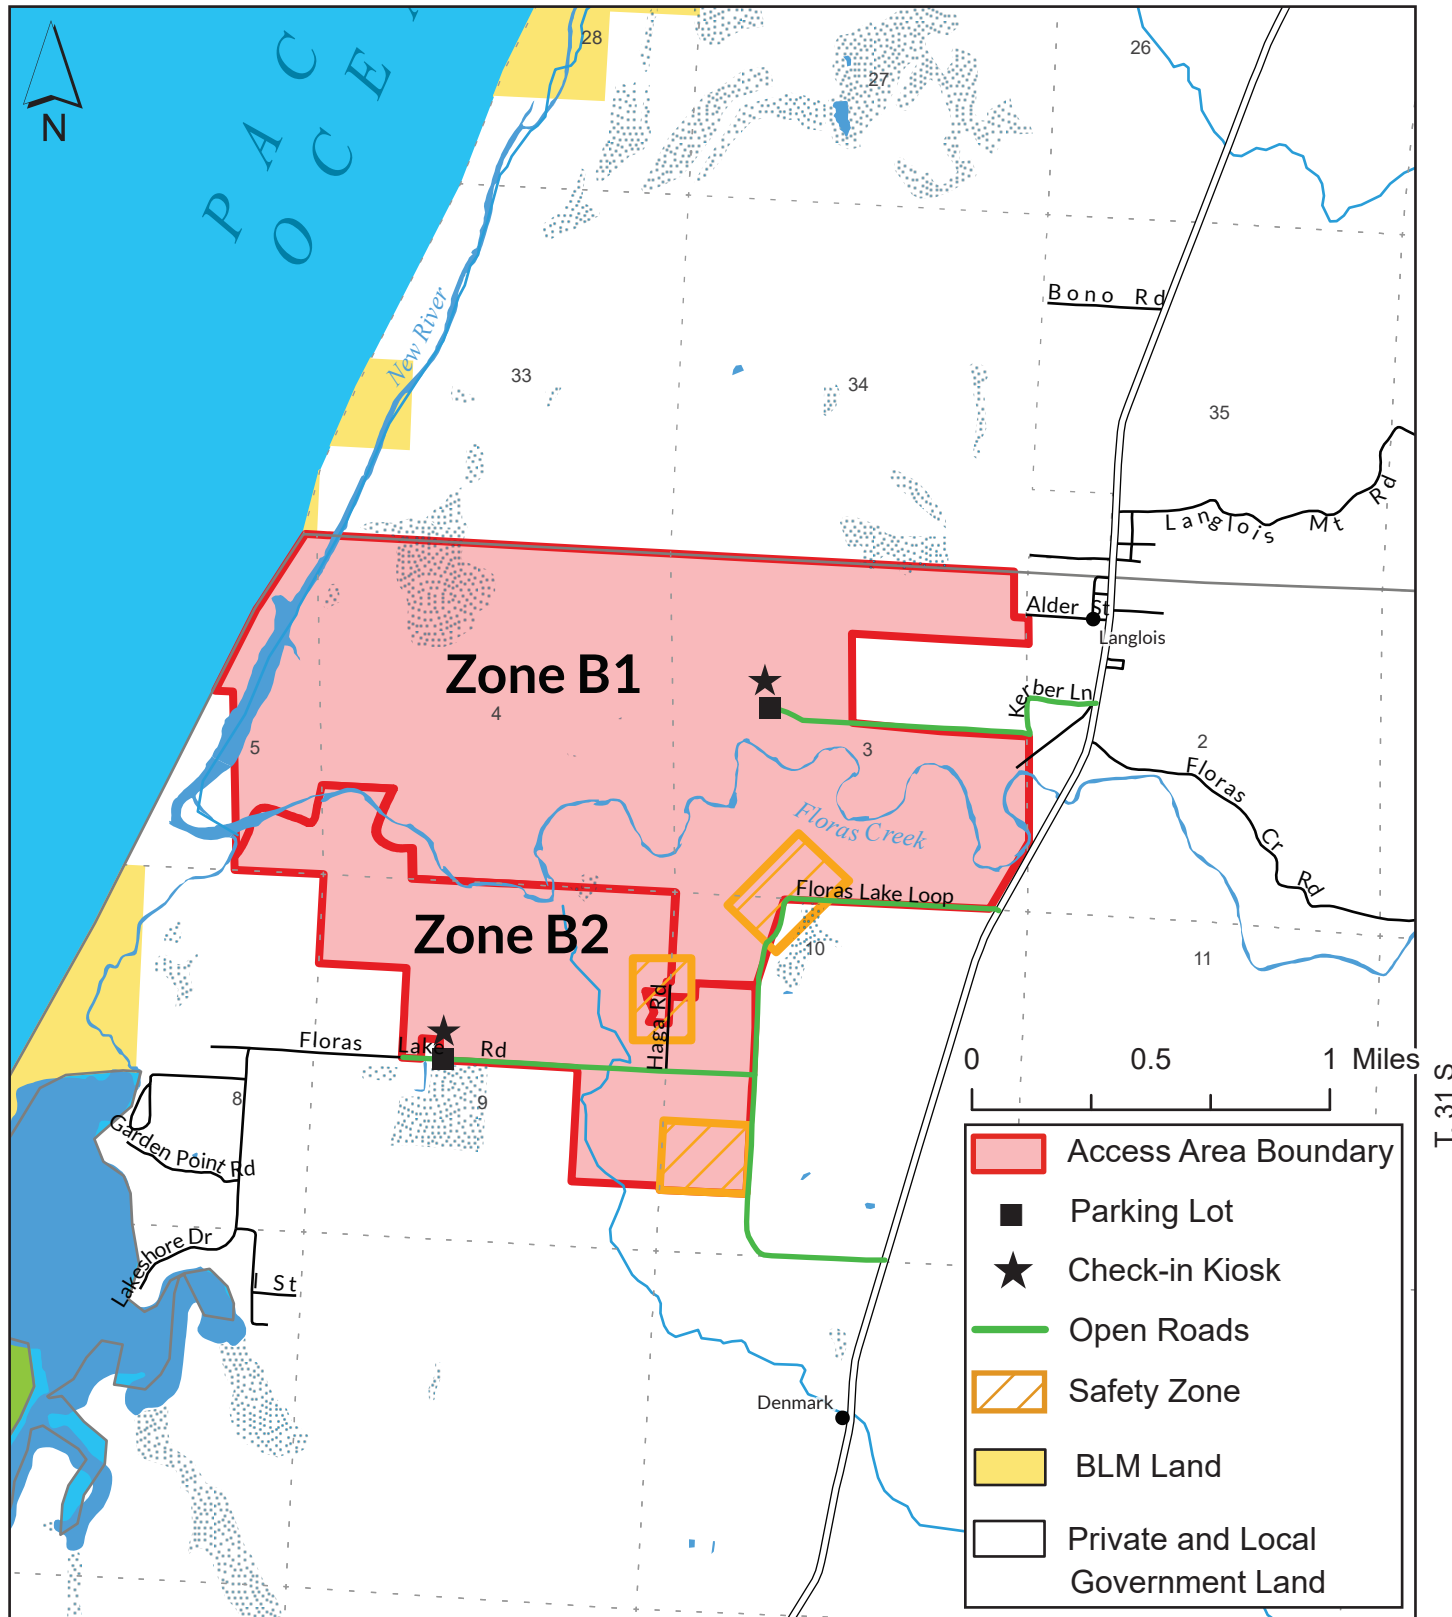 P A C
O C E
N
28
27
26
New River
Bono Rd
33
34
35
Langlois Mt Rd
Alder St
Langlois
Zone B1
4
5
3
2
Kerber Ln
Floras Creek
Floras Cr Rd
Floras Lake Loop
Zone B2
10
11
Haga Rd
Floras Lake Rd
8
9
Garden Point Rd
Lakeshore Dr
I St
Denmark
0 0.5 1 Miles
T. 31 S
Access Area Boundary
Parking Lot
Check-in Kiosk
Open Roads
Safety Zone
BLM Land
Private and Local
Government Land